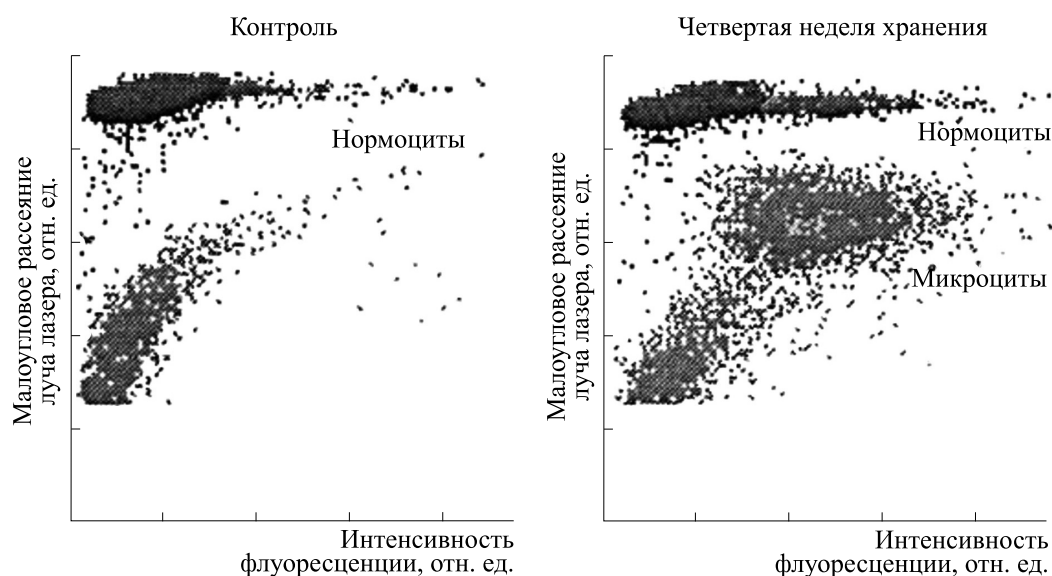 Контроль
Нормоциты
Малоугловое рассеяние
луча лазера, отн. ед.
Интенсивность
флуоресценции, отн. ед.
Четвертая неделя хранения
Нормоциты
Микроциты
Малоугловое рассеяние
луча лазера, отн. ед.
Интенсивность
флуоресценции, отн. ед.